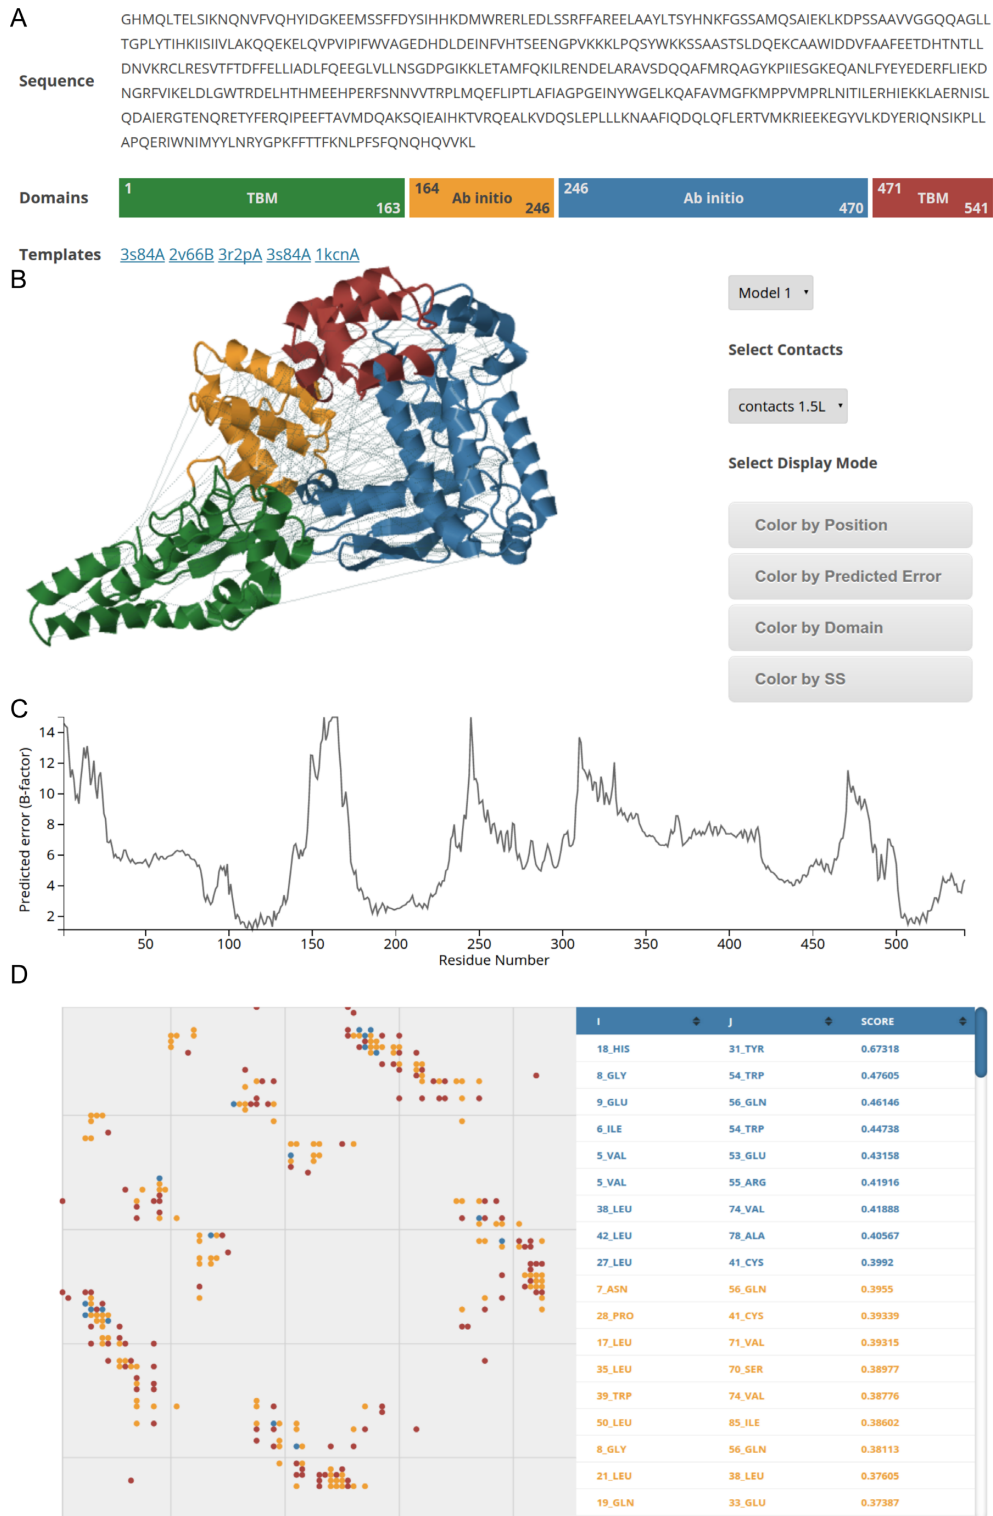 A
Sequence
GHMQLTELSIKNQNVFVQHYIDGKEEMSSFFDYSIHHKDMWRERLEDLSSRFFAREELAAYLTSYHNKFGSSAMQSAIEKLKDPSSAAVVGGQQAGLL
TGPLYTIHKIISIIVLAKQQEKELQVPVIPIFWVAGEDHDLDEINFVHTSEENGPVKKKLPQSYWKKSSAASTSLDQEKCAAWIDDVFAAFEETDHTNTLL
DNVKRCLRESVTFTDFFELLIADLFQEEGLVLLNSGDPGIKKLETAMFQKILRENDELARAVSDQQAFMRQAGYKPIIESGKEQANLFYEYEDERFLIEKD
NGRFVIKELDLGWTRDELHTHMEEHPERFSNNVVTRPLMQEFLIPTLAFIAGPGEINYWGELKQAFAVMGFKMPPVMPRLNITILERHIEKKLAERNISL
QDAIERGTENQRETYFERQIPEEFTAVMDQAKSQIEAIHKTVRQEALKVDQSLEPLLLKNAAFIQDQLQFLERTVMKRIEEKEGYVLKDYERIQNSIKPLL
APQERIWNIMYYLNRYGPKFFTTFKNLPFSFQNQHQVVKL
Domains
1 TBM 163
164 Ab initio 246
246 Ab initio 470
471 TBM 541
Templates 3s84A 2v66B 3r2pA 3s84A 1kcnA
B
Model 1
Select Contacts
contacts 1.5L
Select Display Mode
Color by Position
Color by Predicted Error
Color by Domain
Color by SS
C
Predicted error (B-factor)
14
12
10
8
6
4
2
50 100 150 200 250 300 350 400 450 500
Residue Number
D
I J SCORE
18_HIS 31_TYR 0.67318
8_GLY 54_TRP 0.47605
9_GLU 56_GLN 0.46146
6_ILE 54_TRP 0.44738
5_VAL 53_GLU 0.43158
5_VAL 55_ARG 0.41916
38_LEU 74_VAL 0.41888
42_LEU 78_ALA 0.40567
27_LEU 41_CYS 0.3992
7_ASN 56_GLN 0.3955
28_PRO 41_CYS 0.39339
17_LEU 71_VAL 0.39315
35_LEU 70_SER 0.38977
39_TRP 74_VAL 0.38776
50_LEU 85_ILE 0.38602
8_GLY 56_GLN 0.38113
21_LEU 38_LEU 0.37605
19_GLN 33_GLU 0.37387